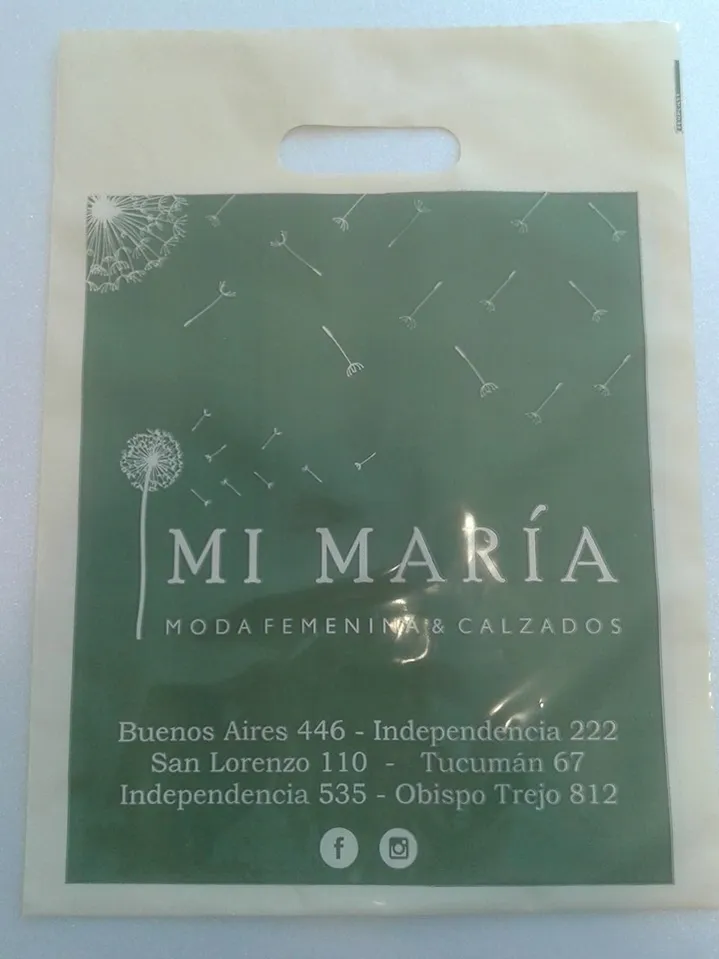 MI MARÍA
MODA FEMENINA & CALZADOS
Buenos Aires 446 - Independencia 222
San Lorenzo 110 - Tucumán 67
Independencia 535 - Obispo Trejo 812